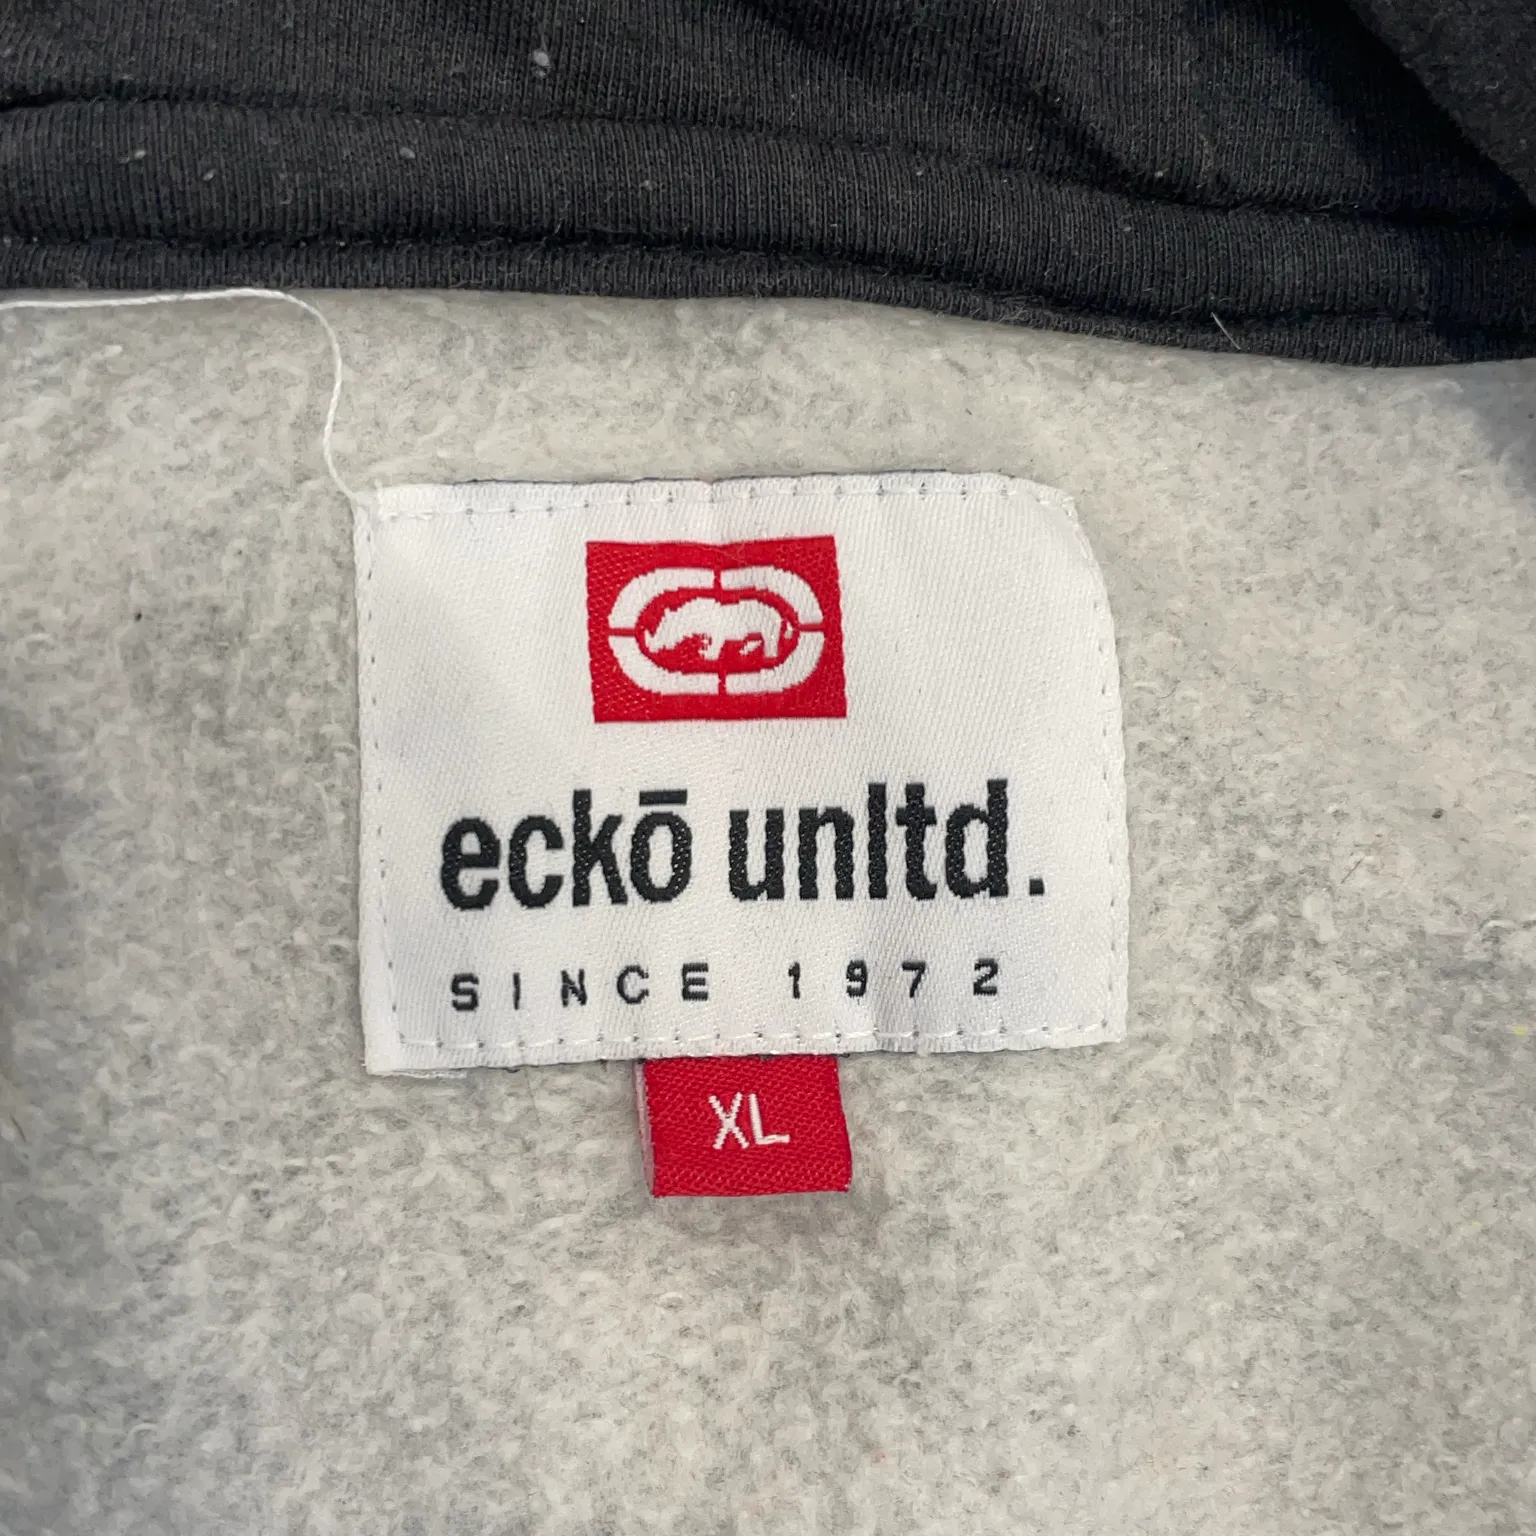 eckō unltd.
SINCE 1972
XL